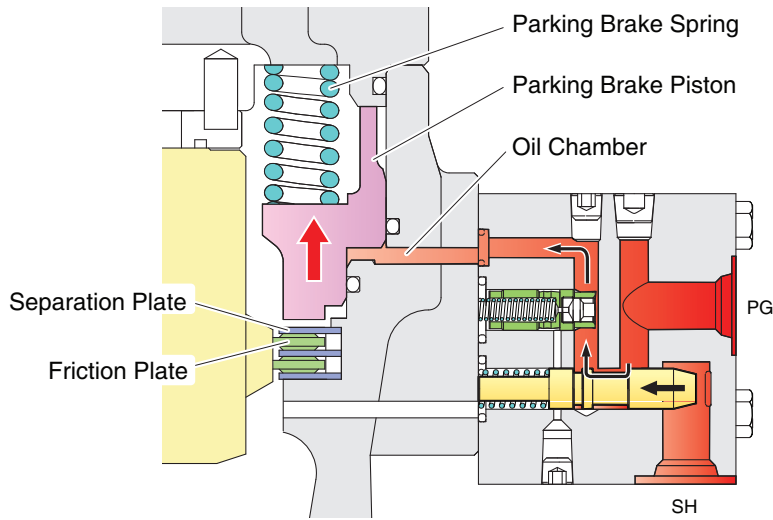 Parking Brake Spring
Parking Brake Piston
Oil Chamber
Separation Plate
PG
Friction Plate
SH